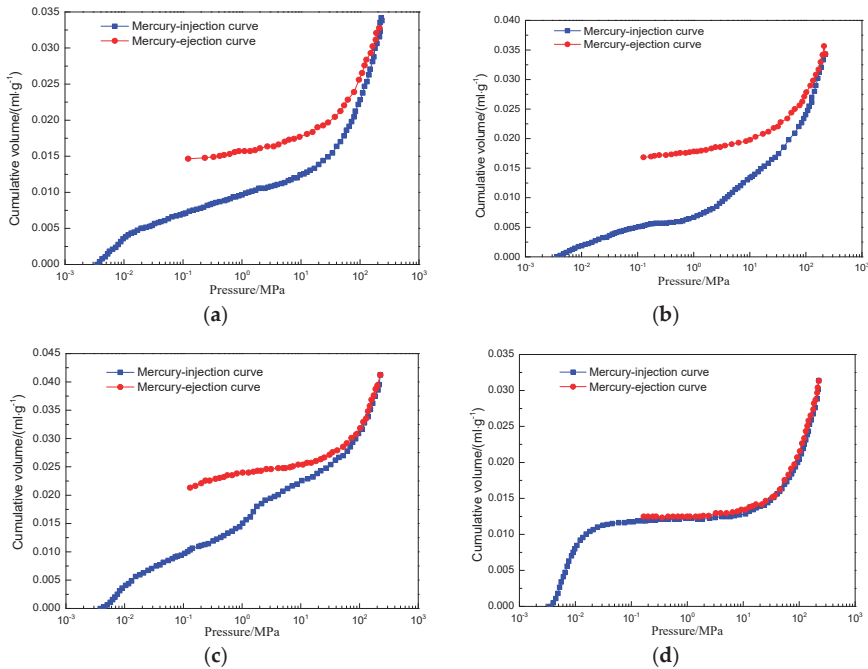 0.035
0.030
0.025
0.020
0.015
0.010
0.005
0.000
Cumulative volume/(ml·g⁻¹)
Mercury-injection curve
Mercury-ejection curve
10⁻³ 10⁻² 10⁻¹ 10⁰ 10¹ 10² 10³
Pressure/MPa
(a)
0.040
0.035
0.030
0.025
0.020
0.015
0.010
0.005
0.000
Cumulative volume/(ml·g⁻¹)
Mercury-injection curve
Mercury-ejection curve
10⁻³ 10⁻² 10⁻¹ 10⁰ 10¹ 10² 10³
Pressure/MPa
(b)
0.045
0.040
0.035
0.030
0.025
0.020
0.015
0.010
0.005
0.000
Cumulative volume/(ml·g⁻¹)
Mercury-injection curve
Mercury-ejection curve
10⁻³ 10⁻² 10⁻¹ 10⁰ 10¹ 10² 10³
Pressure/MPa
(c)
0.035
0.030
0.025
0.020
0.015
0.010
0.005
0.000
Cumulative volume/(ml·g⁻¹)
Mercury-injection curve
Mercury-ejection curve
10⁻³ 10⁻² 10⁻¹ 10⁰ 10¹ 10² 10³
Pressure/MPa
(d)